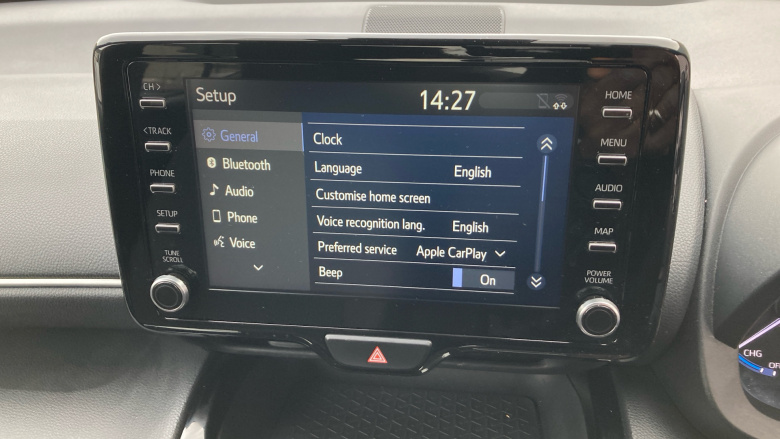 CH >
< TRACK
PHONE
SETUP
TUNE
SCROLL
Setup
14:27
General
Bluetooth
Audio
Phone
Voice
Clock
Language English
Customise home screen
Voice recognition lang. English
Preferred service Apple CarPlay
Beep On
HOME
MENU
AUDIO
MAP
POWER
VOLUME
CHG